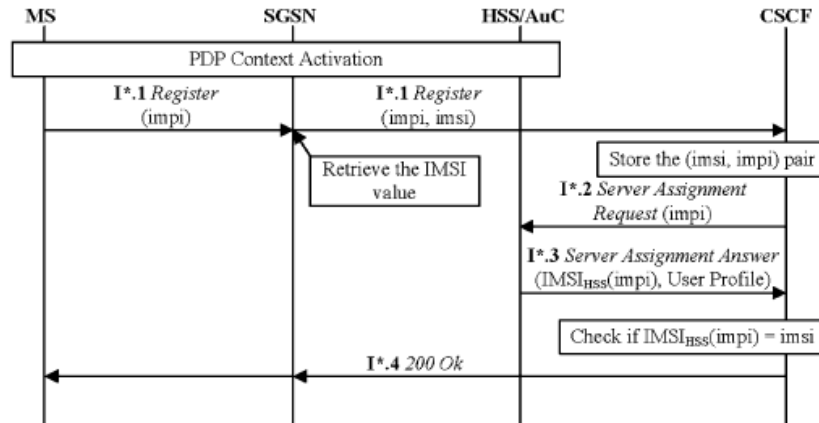 MS SGSN HSS/AuC CSCF
PDP Context Activation
I*.1 Register
(impi)
I*.1 Register
(impi, imsi)
Retrieve the IMSI
value
Store the (imsi, impi) pair
I*.2 Server Assignment
Request (impi)
I*.3 Server Assignment Answer
(IMSI_HSS(impi), User Profile)
Check if IMSI_HSS(impi) = imsi
I*.4 200 Ok